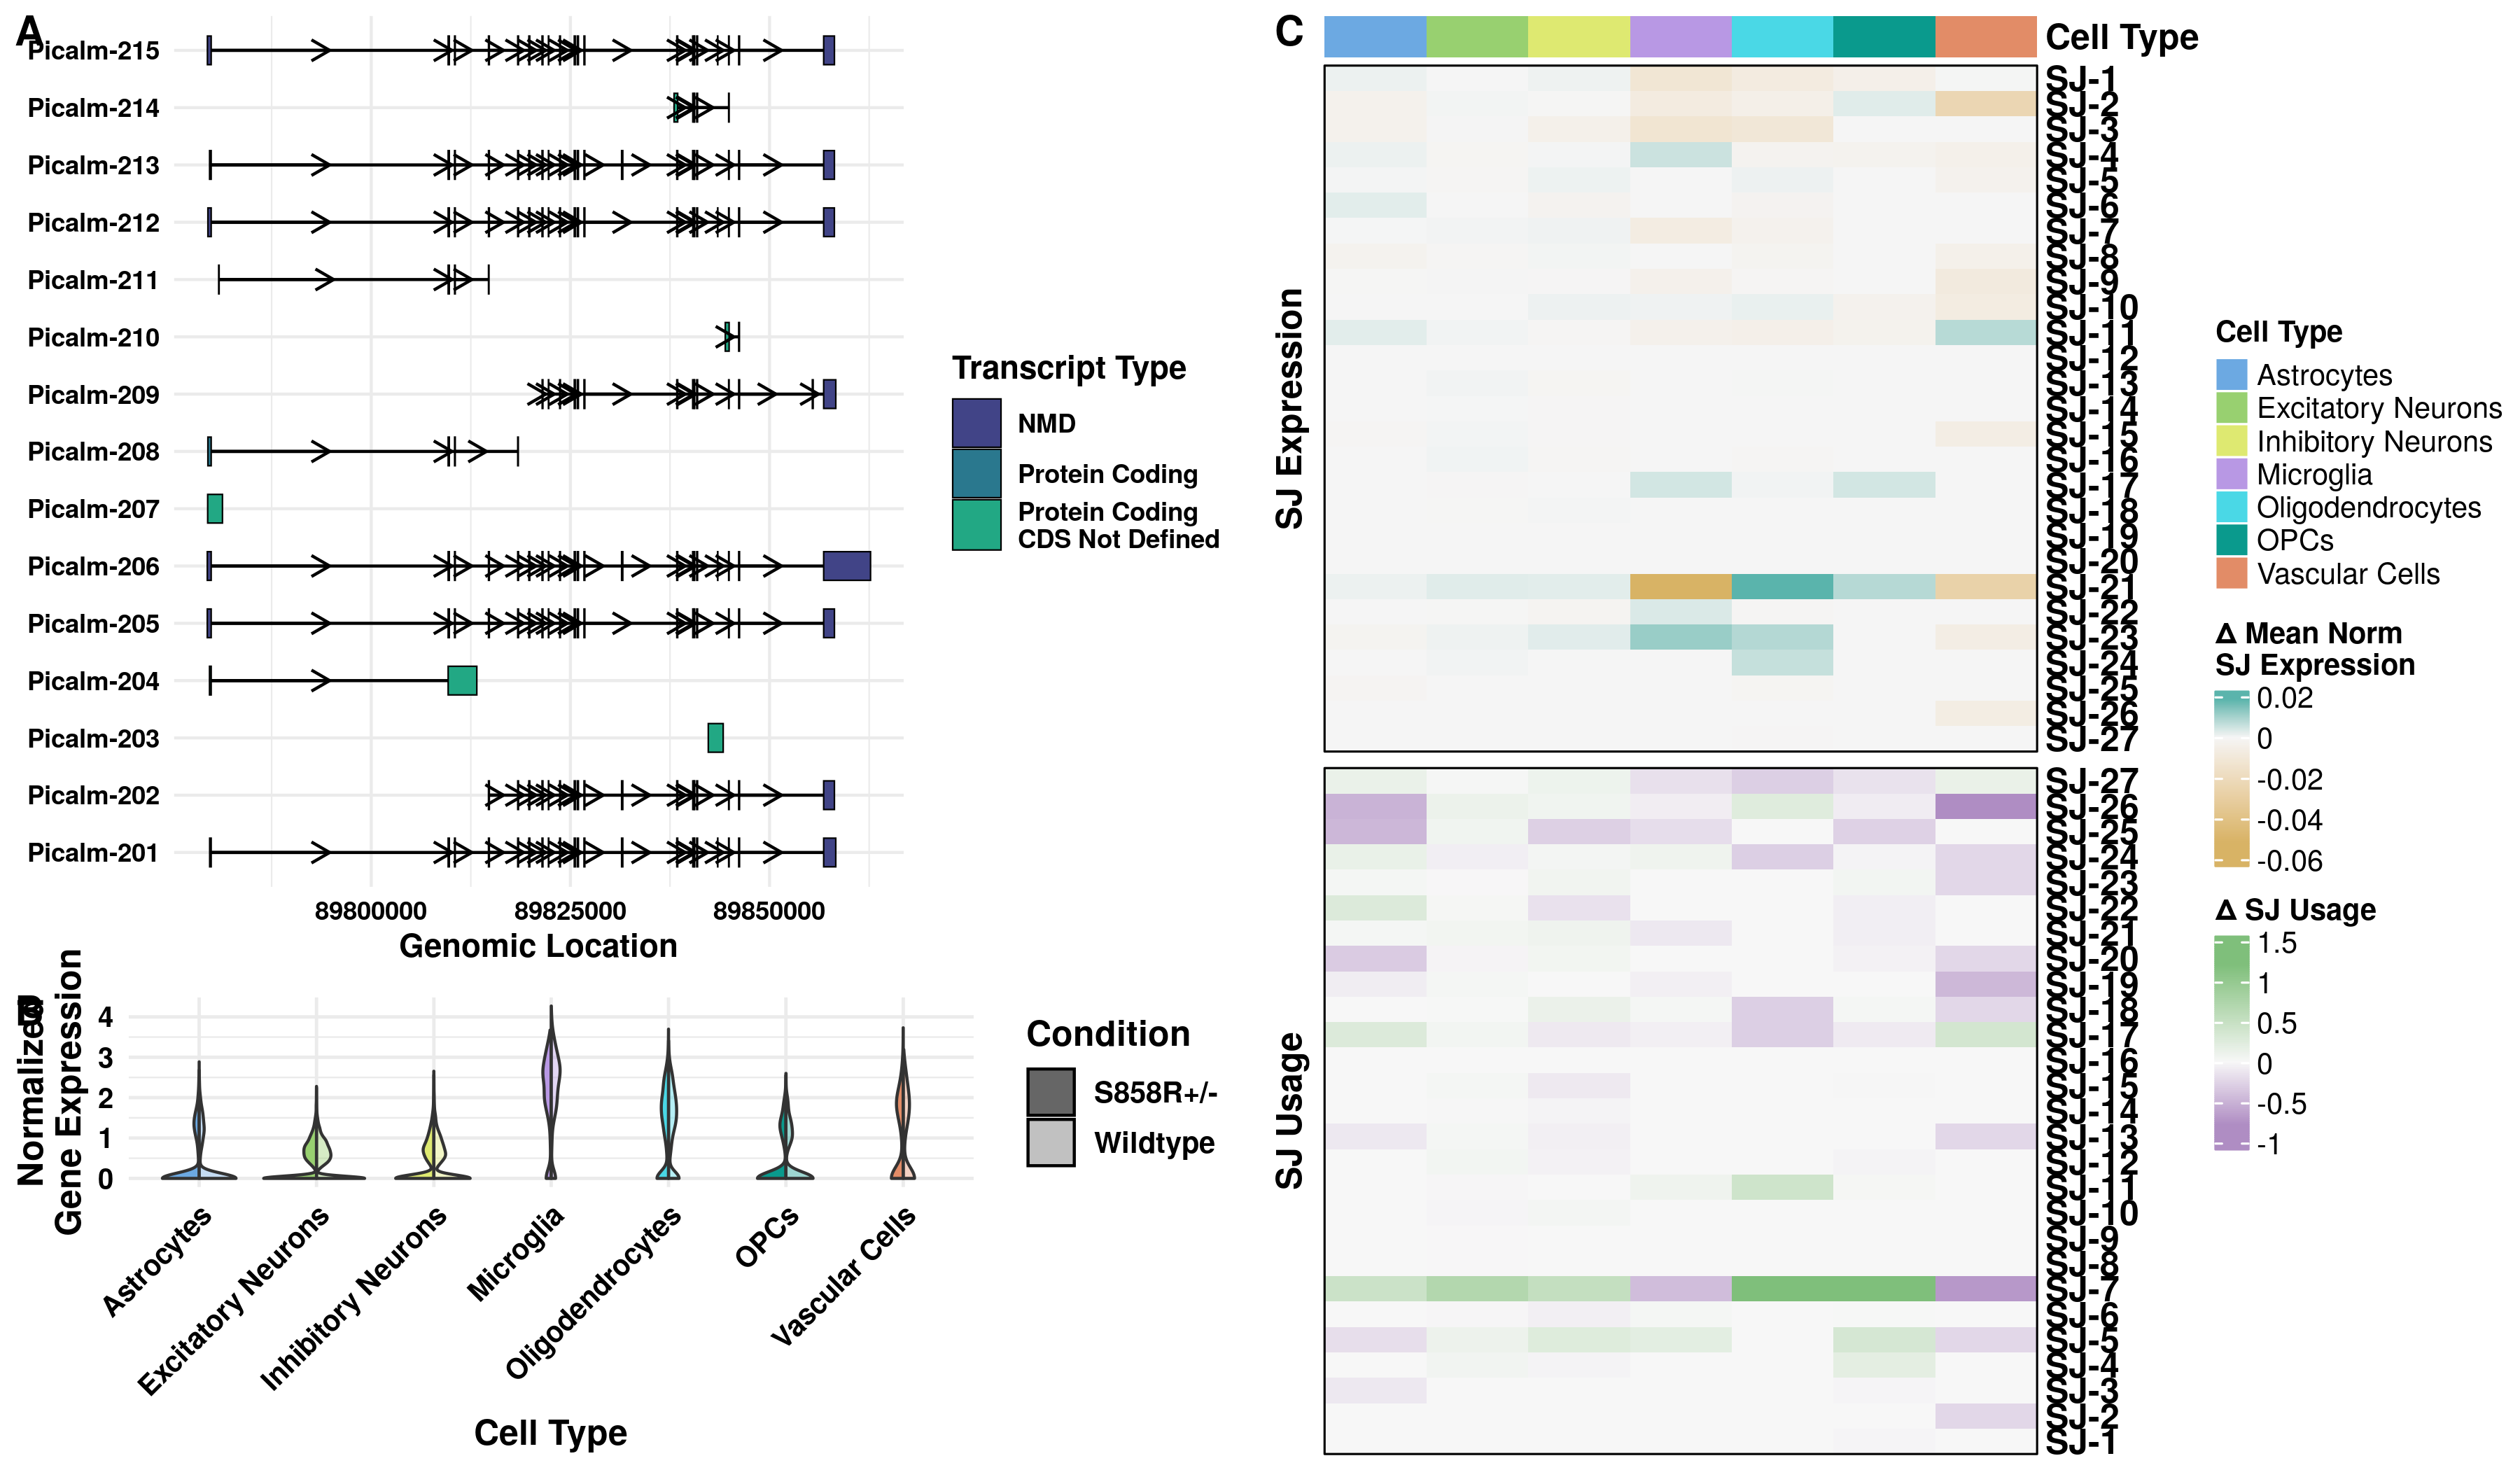 A
Picalm-215
Picalm-214
Picalm-213
Picalm-212
Picalm-211
Picalm-210
Picalm-209
Picalm-208
Picalm-207
Picalm-206
Picalm-205
Picalm-204
Picalm-203
Picalm-202
Picalm-201
89800000 89825000 89850000
Genomic Location
Transcript Type
NMD
Protein Coding
Protein Coding
CDS Not Defined
B
Normalized
Gene Expression
4
3
2
1
0
Astrocytes
Excitatory Neurons
Inhibitory Neurons
Microglia
Oligodendrocytes
OPCs
Vascular Cells
Cell Type
Condition
S858R+/-
Wildtype
C
Cell Type
SJ Expression
SJ-1
SJ-2
SJ-3
SJ-4
SJ-5
SJ-6
SJ-7
SJ-8
SJ-9
SJ-10
SJ-11
SJ-12
SJ-13
SJ-14
SJ-15
SJ-16
SJ-17
SJ-18
SJ-19
SJ-20
SJ-21
SJ-22
SJ-23
SJ-24
SJ-25
SJ-26
SJ-27
SJ Usage
SJ-27
SJ-26
SJ-25
SJ-24
SJ-23
SJ-22
SJ-21
SJ-20
SJ-19
SJ-18
SJ-17
SJ-16
SJ-15
SJ-14
SJ-13
SJ-12
SJ-11
SJ-10
SJ-9
SJ-8
SJ-7
SJ-6
SJ-5
SJ-4
SJ-3
SJ-2
SJ-1
Cell Type
Astrocytes
Excitatory Neurons
Inhibitory Neurons
Microglia
Oligodendrocytes
OPCs
Vascular Cells
Δ Mean Norm
SJ Expression
0.02
0
-0.02
-0.04
-0.06
Δ SJ Usage
1.5
1
0.5
0
-0.5
-1